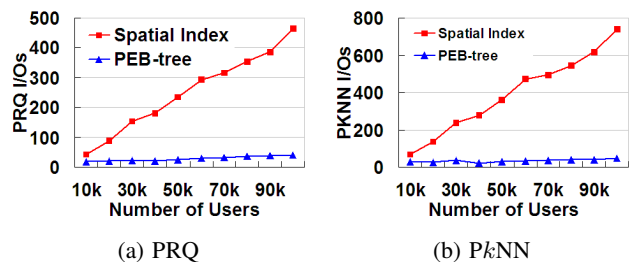 500
400
300
200
100
0
PRQ I/Os
Spatial Index
PEB-tree
10k 30k 50k 70k 90k
Number of Users
(a) PRQ
800
600
400
200
0
PKNN I/Os
Spatial Index
PEB-tree
10k 30k 50k 70k 90k
Number of Users
(b) PkNN